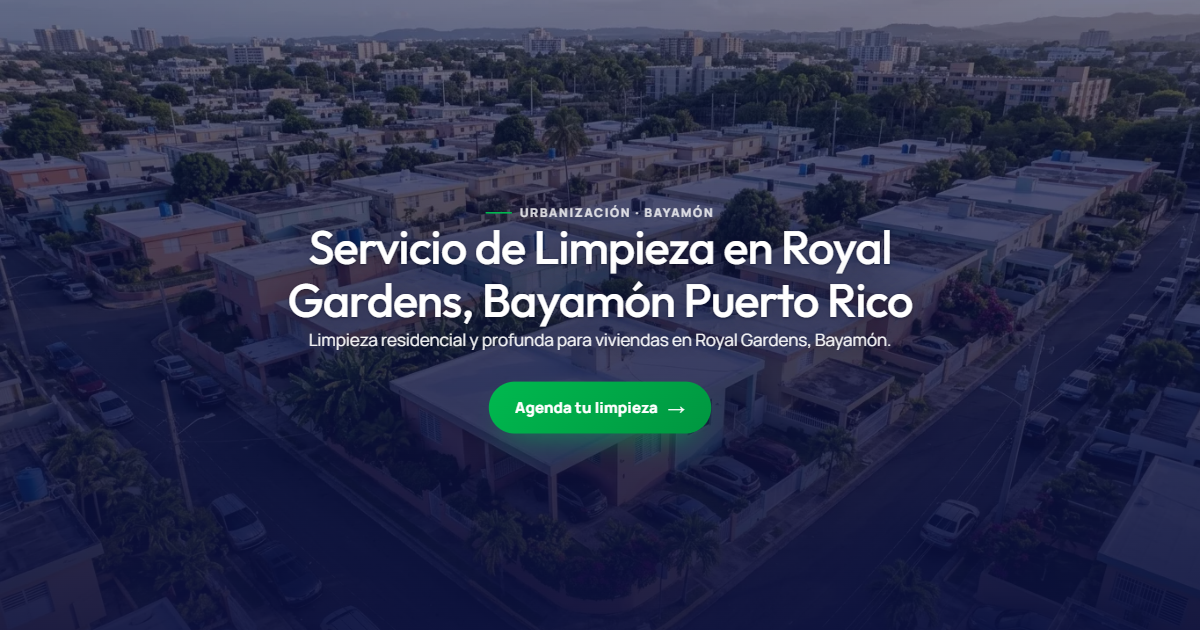 URBANIZACIÓN · BAYAMÓN
Servicio de Limpieza en Royal
Gardens, Bayamón Puerto Rico
Limpieza residencial y profunda para viviendas en Royal Gardens, Bayamón.
Agenda tu limpieza →